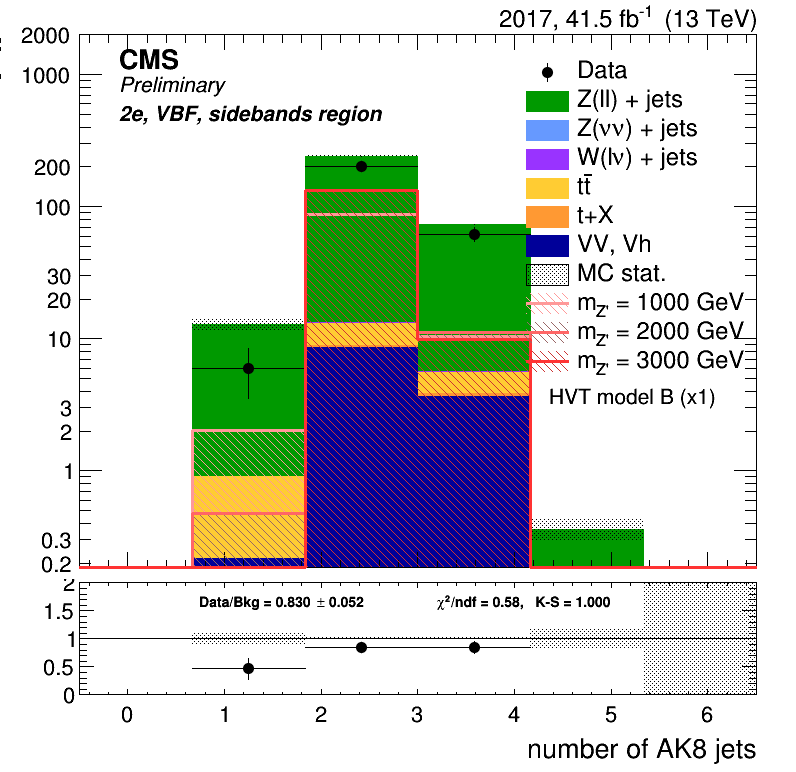 2017, 41.5 fb⁻¹ (13 TeV)
CMS
Preliminary
2e, VBF, sidebands region
Data
Z(ll) + jets
Z(νν) + jets
W(lν) + jets
tt̄
t+X
VV, Vh
MC stat.
m_Z' = 1000 GeV
m_Z' = 2000 GeV
m_Z' = 3000 GeV
HVT model B (x1)
2000
1000
200
100
30
20
10
3
2
1
0.3
0.2
Data/Bkg = 0.830 ± 0.052
χ²/ndf = 0.58, K-S = 1.000
2
1.5
1
0.5
0
0 1 2 3 4 5 6
number of AK8 jets